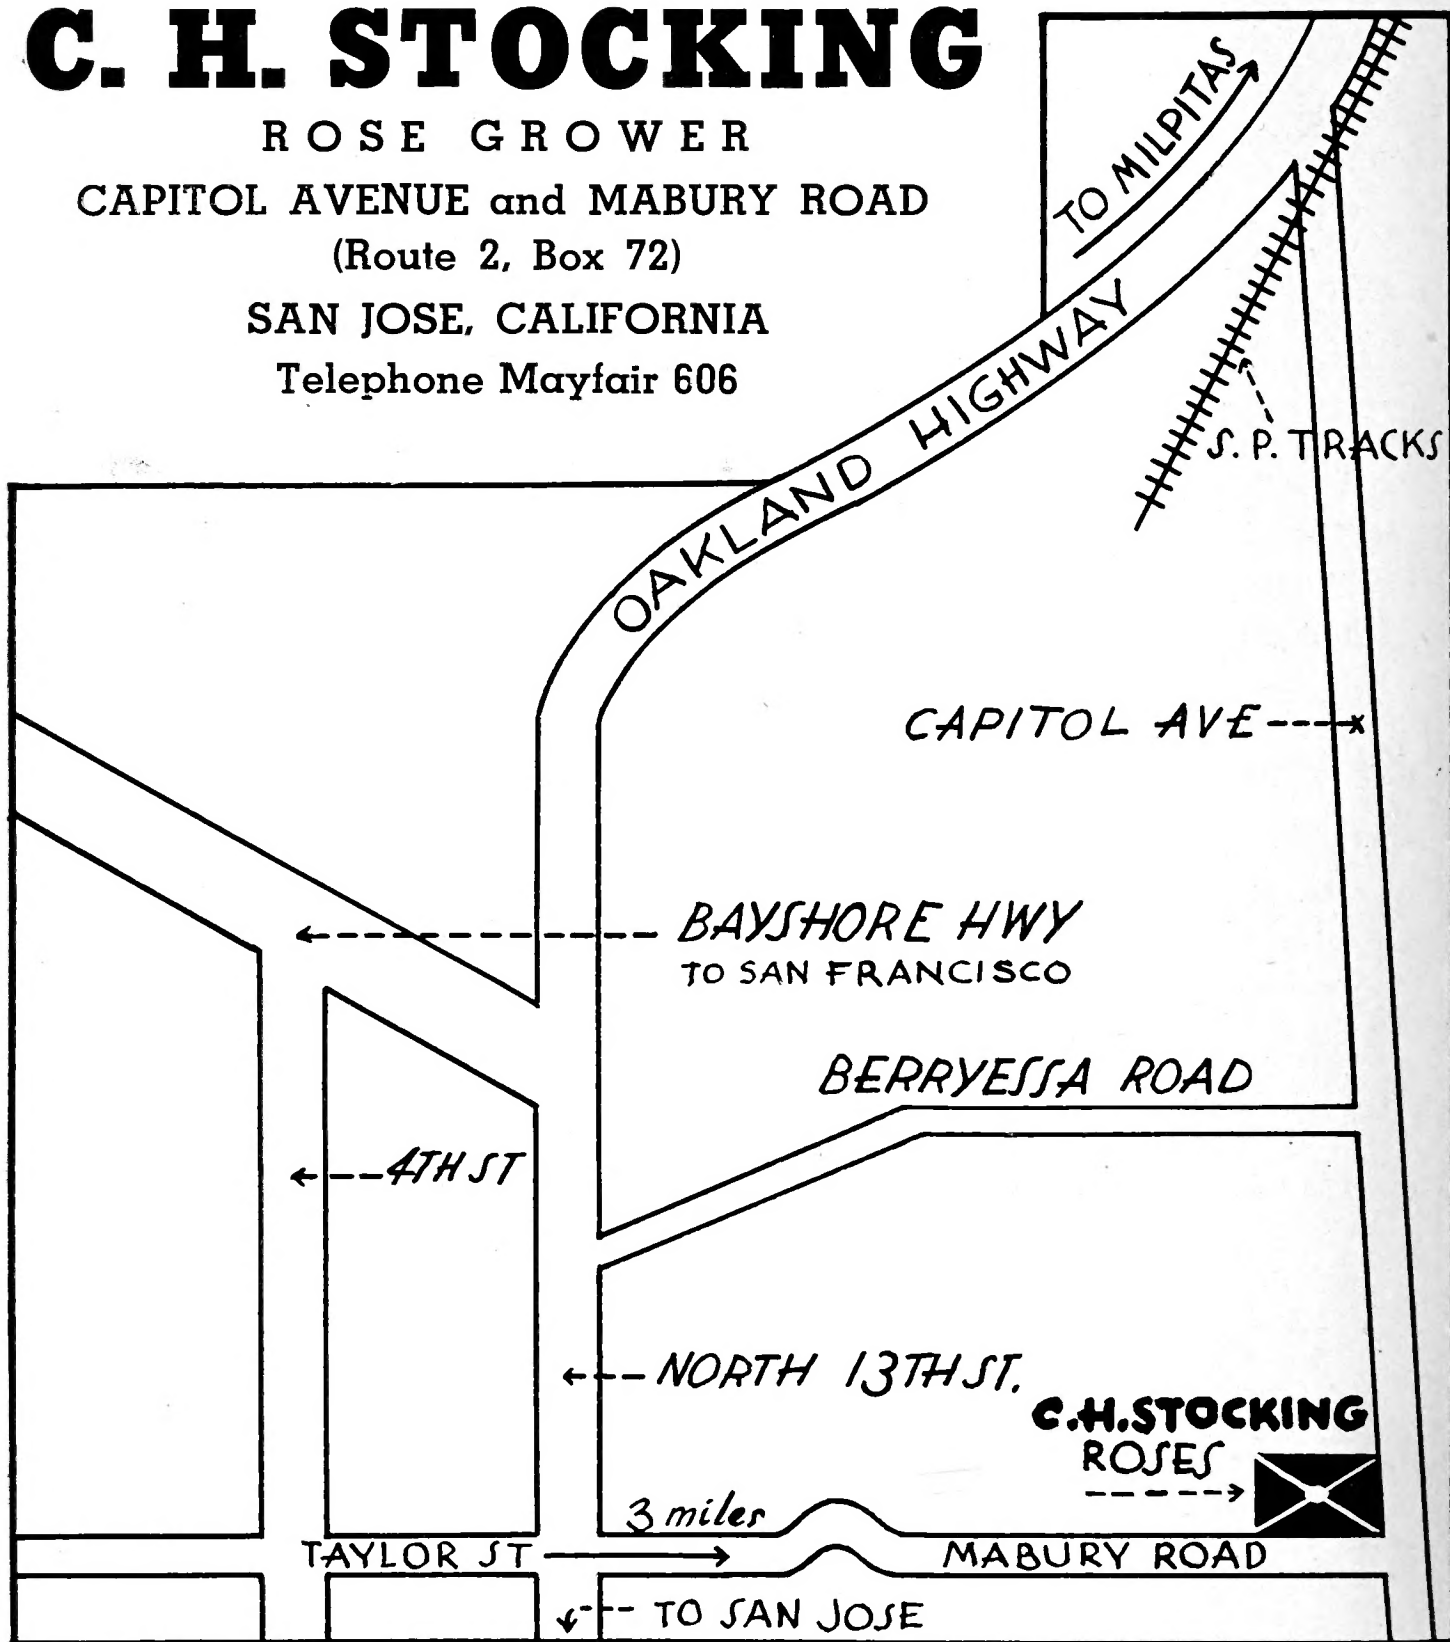 C. H. STOCKING
ROSE GROWER
CAPITOL AVENUE and MABURY ROAD
(Route 2, Box 72)
SAN JOSE, CALIFORNIA
Telephone Mayfair 606
TO MILPITAS
OAKLAND HIGHWAY
S. P. TRACKS
CAPITOL AVE
BAYSHORE HWY
TO SAN FRANCISCO
BERRYESSA ROAD
4TH ST
NORTH 13TH ST.
C.H.STOCKING
ROSES
3 miles
TAYLOR ST
MABURY ROAD
TO SAN JOSE